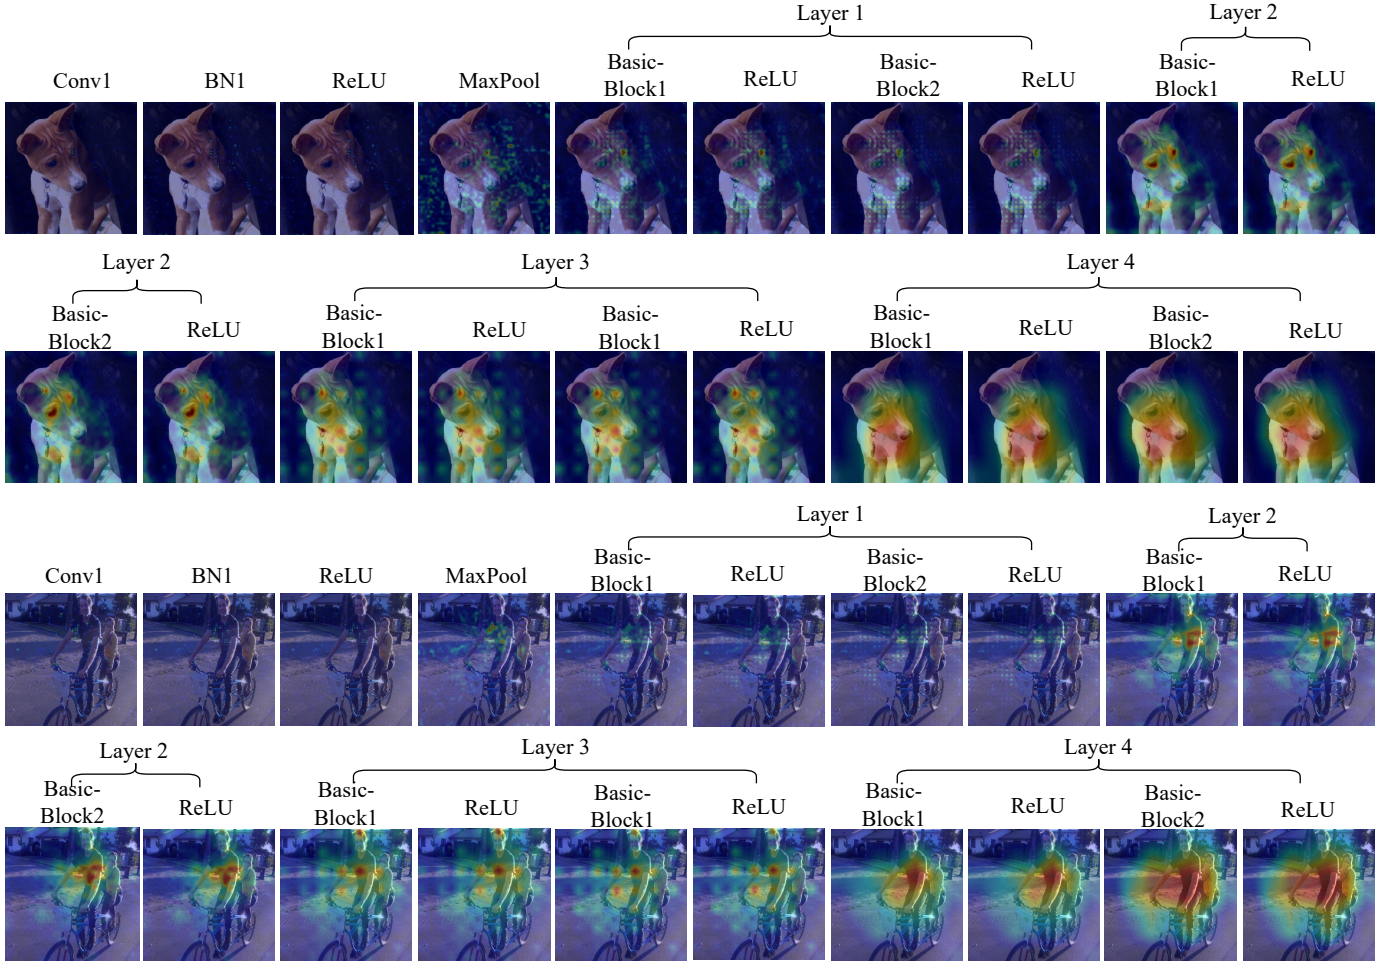 Layer 1
Layer 2
Conv1
BN1
ReLU
MaxPool
Basic-
Block1
ReLU
Basic-
Block2
ReLU
Basic-
Block1
ReLU
Layer 2
Layer 3
Layer 4
Basic-
Block2
ReLU
Basic-
Block1
ReLU
Basic-
Block1
ReLU
Basic-
Block1
ReLU
Basic-
Block2
ReLU
Layer 1
Layer 2
Conv1
BN1
ReLU
MaxPool
Basic-
Block1
ReLU
Basic-
Block2
ReLU
Basic-
Block1
ReLU
Layer 2
Layer 3
Layer 4
Basic-
Block2
ReLU
Basic-
Block1
ReLU
Basic-
Block1
ReLU
Basic-
Block1
ReLU
Basic-
Block2
ReLU